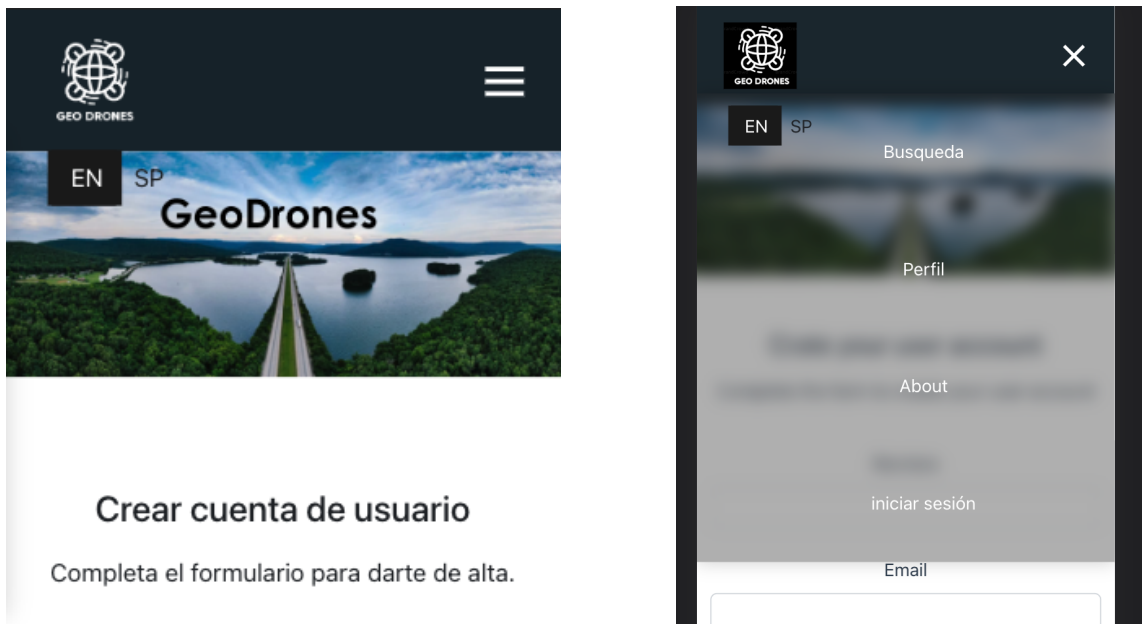 GEO DRONES
EN SP
GeoDrones
Crear cuenta de usuario
Completa el formulario para darte de alta.
GEO DRONES
EN SP
Busqueda
Perfil
About
iniciar sesión
Email